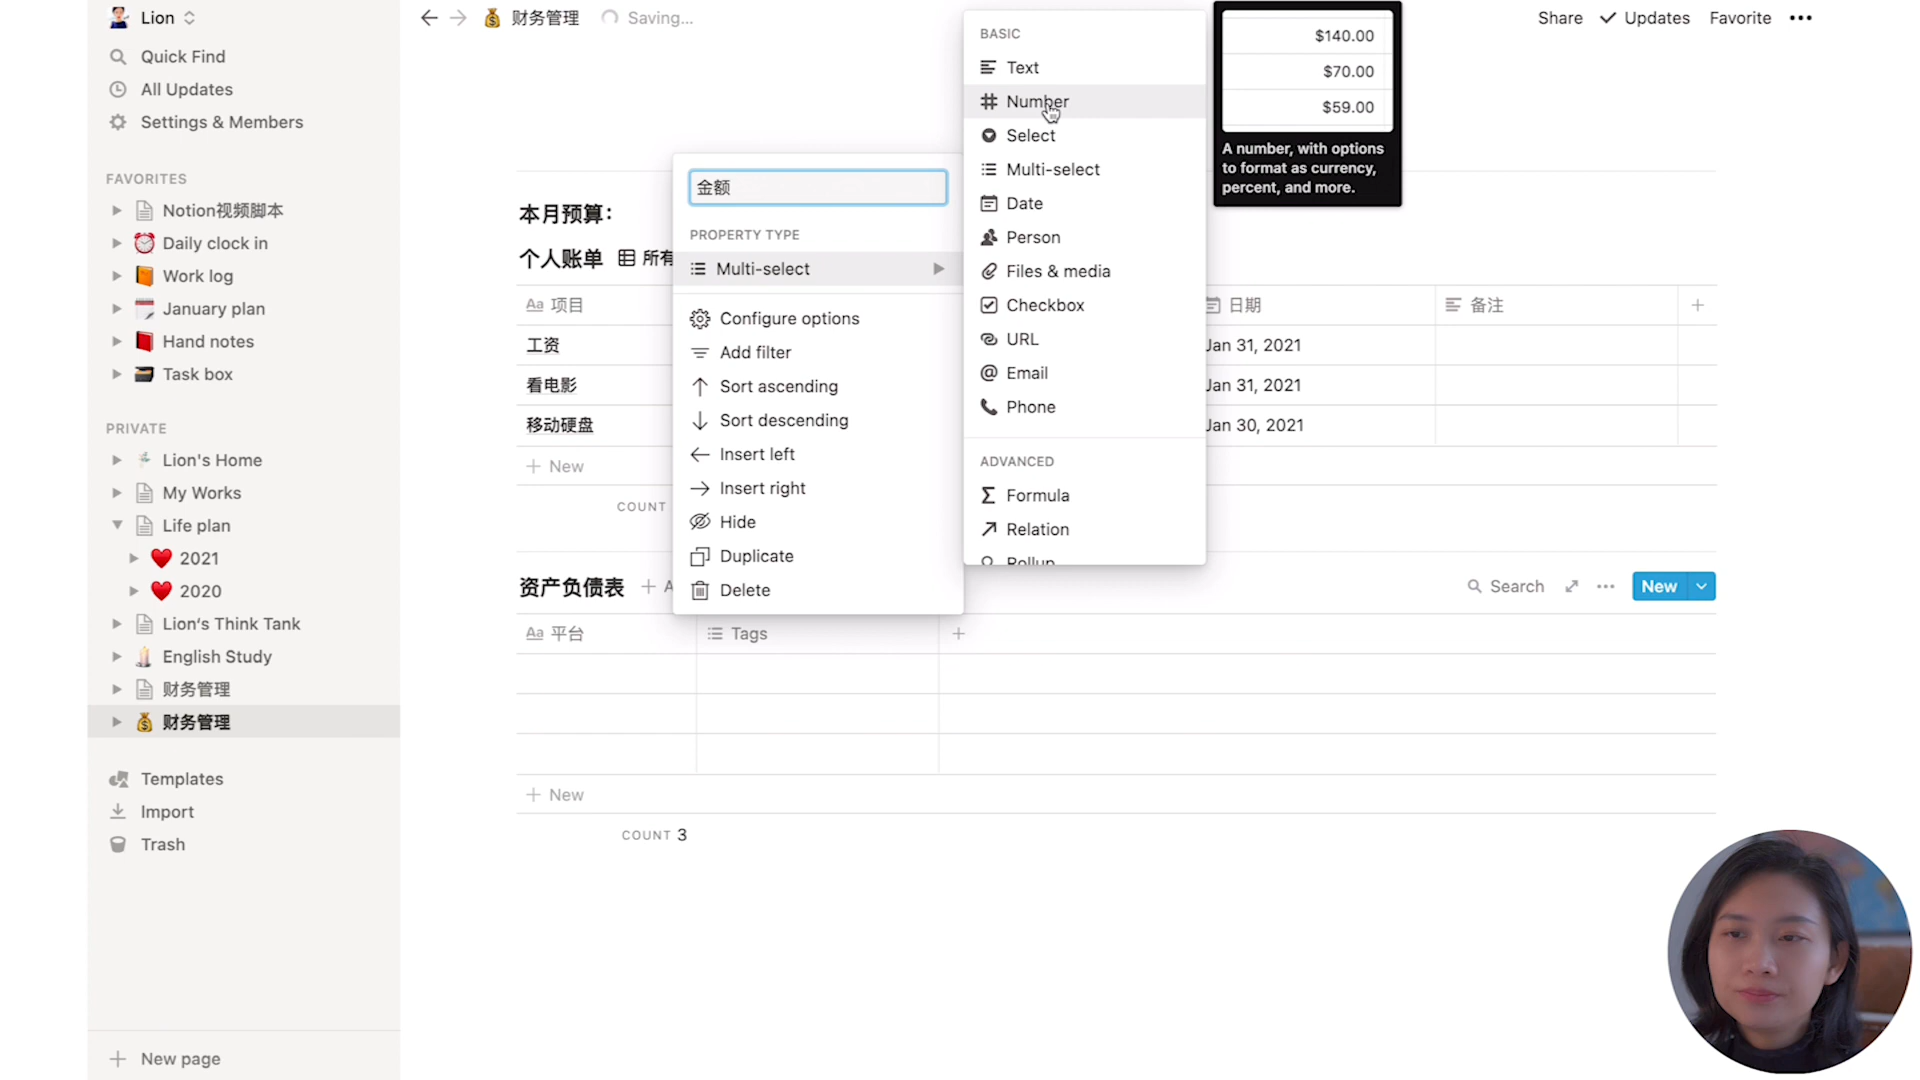 Lion
Quick Find
All Updates
Settings & Members
FAVORITES
Notion视频脚本
Daily clock in
Work log
January plan
Hand notes
Task box
PRIVATE
Lion's Home
My Works
Life plan
2021
2020
Lion‘s Think Tank
English Study
财务管理
财务管理
Templates
Import
Trash
New page
财务管理
Saving...
Share
Updates
Favorite
本月预算:
个人账单
所有
项目
日期
备注
工资
Jan 31, 2021
看电影
Jan 31, 2021
移动硬盘
Jan 30, 2021
New
COUNT
金额
PROPERTY TYPE
Multi-select
Configure options
Add filter
Sort ascending
Sort descending
Insert left
Insert right
Hide
Duplicate
Delete
BASIC
Text
Number
Select
Multi-select
Date
Person
Files & media
Checkbox
URL
Email
Phone
ADVANCED
Formula
Relation
Rollup
$140.00
$70.00
$59.00
A number, with options
to format as currency,
percent, and more.
资产负债表
Search
New
Aa 平台
Tags
New
COUNT 3